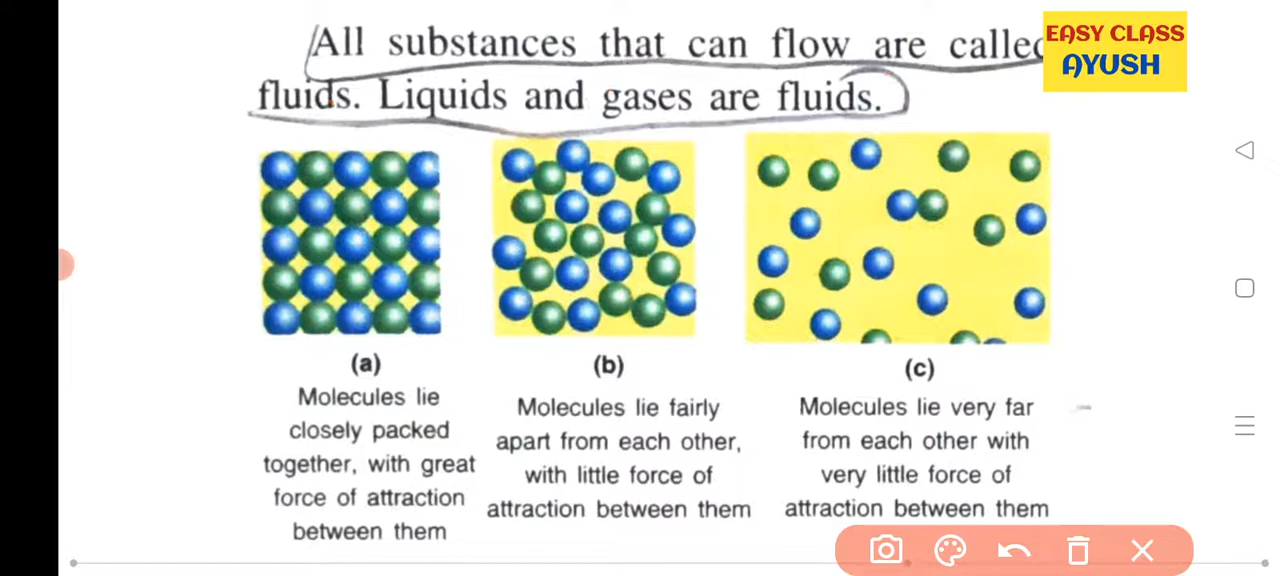 All substances that can flow are called
fluids. Liquids and gases are fluids.
EASY CLASS
AYUSH
(a)
Molecules lie
closely packed
together, with great
force of attraction
between them
(b)
Molecules lie fairly
apart from each other,
with little force of
attraction between them
(c)
Molecules lie very far
from each other with
very little force of
attraction between them